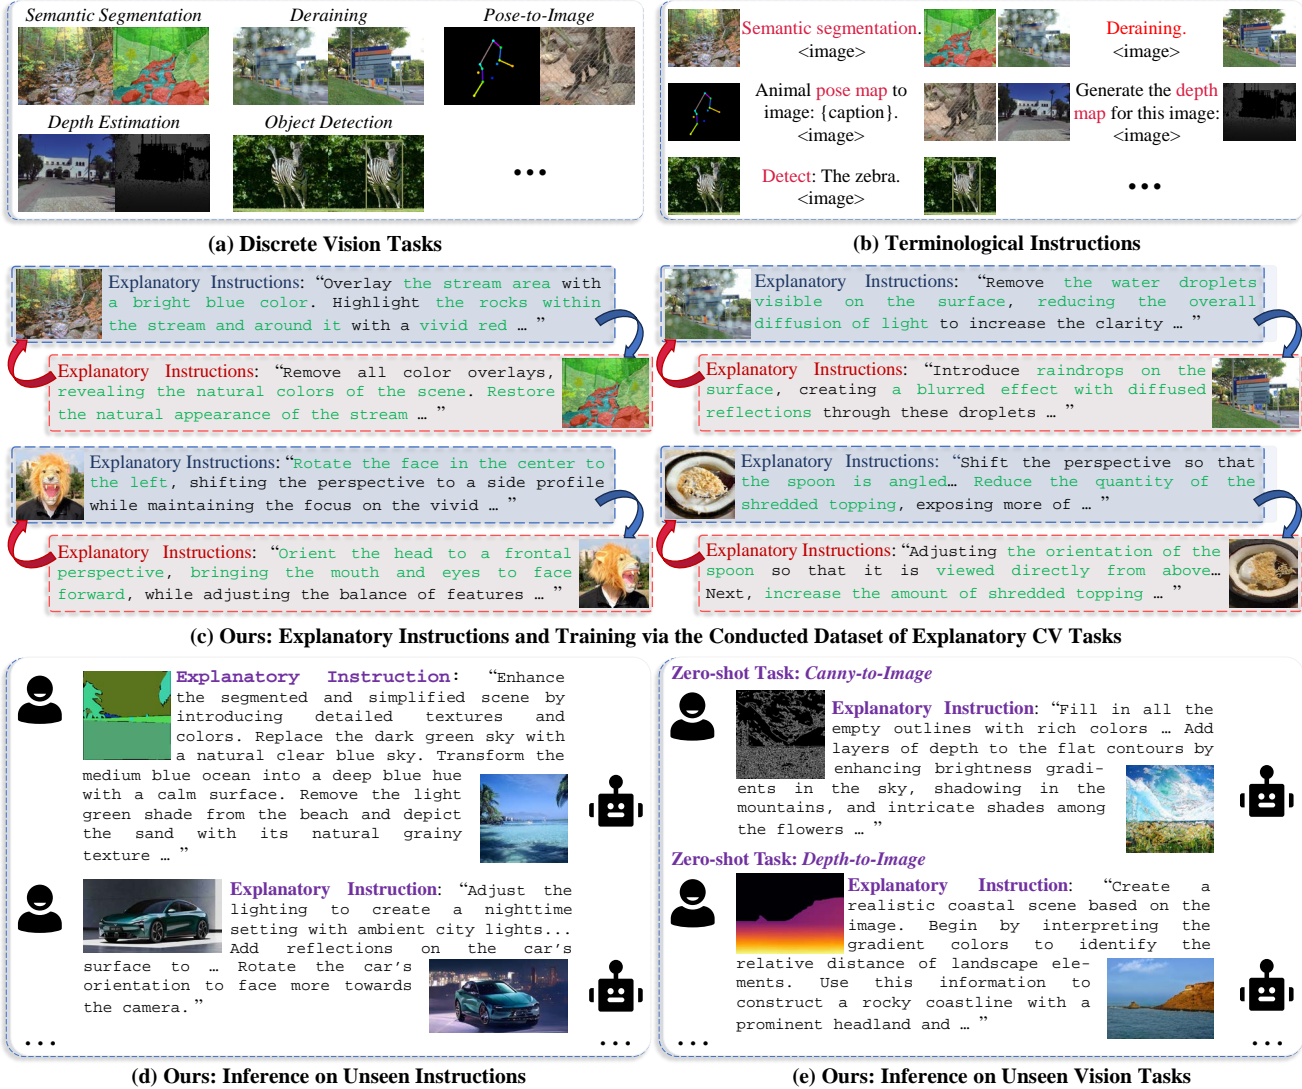 Semantic Segmentation
Deraining
Pose-to-Image
Depth Estimation
Object Detection
...
(a) Discrete Vision Tasks
Semantic segmentation.
<image>
Deraining.
<image>
Animal pose map to
image: {caption}.
<image>
Generate the depth
map for this image:
<image>
Detect: The zebra.
<image>
...
(b) Terminological Instructions
Explanatory Instructions: “Overlay the stream area with
a bright blue color. Highlight the rocks within
the stream and around it with a vivid red … ”
Explanatory Instructions: “Remove all color overlays,
revealing the natural colors of the scene. Restore
the natural appearance of the stream … ”
Explanatory Instructions: “Remove the water droplets
visible on the surface, reducing the overall
diffusion of light to increase the clarity … ”
Explanatory Instructions: “Introduce raindrops on the
surface, creating a blurred effect with diffused
reflections through these droplets … ”
Explanatory Instructions: “Rotate the face in the center to
the left, shifting the perspective to a side profile
while maintaining the focus on the vivid … ”
Explanatory Instructions: “Orient the head to a frontal
perspective, bringing the mouth and eyes to face
forward, while adjusting the balance of features … ”
Explanatory Instructions: “Shift the perspective so that
the spoon is angled… Reduce the quantity of the
shredded topping, exposing more of … ”
Explanatory Instructions: “Adjusting the orientation of the
spoon so that it is viewed directly from above…
Next, increase the amount of shredded topping … ”
(c) Ours: Explanatory Instructions and Training via the Conducted Dataset of Explanatory CV Tasks
Explanatory Instruction: “Enhance
the segmented and simplified scene by
introducing detailed textures and
colors. Replace the dark green sky with
a natural clear blue sky. Transform the
medium blue ocean into a deep blue hue
with a calm surface. Remove the light
green shade from the beach and depict
the sand with its natural grainy
texture … ”
Explanatory Instruction: “Adjust the
lighting to create a nighttime
setting with ambient city lights...
Add reflections on the car’s
surface to … Rotate the car’s
orientation to face more towards
the camera.”
...
...
(d) Ours: Inference on Unseen Instructions
Zero-shot Task: Canny-to-Image
Explanatory Instruction: “Fill in all the
empty outlines with rich colors … Add
layers of depth to the flat contours by
enhancing brightness gradi-
ents in the sky, shadowing in the
mountains, and intricate shades among
the flowers … ”
Zero-shot Task: Depth-to-Image
Explanatory Instruction: “Create a
realistic coastal scene based on the
image. Begin by interpreting the
gradient colors to identify the
relative distance of landscape ele-
ments. Use this information to
construct a rocky coastline with a
prominent headland and … ”
...
...
(e) Ours: Inference on Unseen Vision Tasks